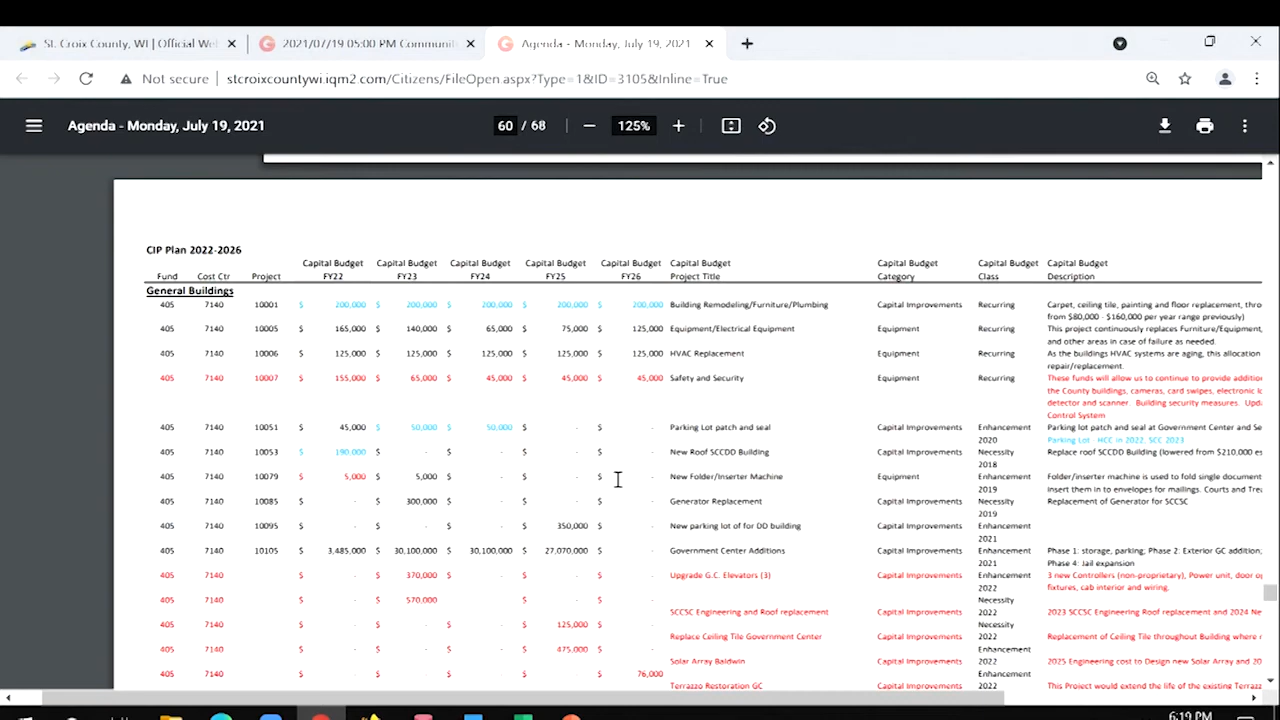 St. Croix County, WI | Official Wel
2021/07/19 05:00 PM Communit
Agenda - Monday, July 19, 2021
Not secure
stcroixcountywi.iqm2.com/Citizens/FileOpen.aspx?Type=1&ID=3105&Inline=True
Agenda - Monday, July 19, 2021
60 / 68
125%
CIP Plan 2022-2026
Capital Budget Capital Budget Capital Budget Capital Budget Capital Budget Capital Budget Capital Budget Capital Budget Capital Budget
Fund Cost Ctr Project FY22 FY23 FY24 FY25 FY26 Project Title Category Class Description
General Buildings
405 7140 10001 $ 200,000 $ 200,000 $ 200,000 $ 200,000 $ 200,000 Building Remodeling/Furniture/Plumbing Capital Improvements Recurring Carpet, ceiling tile, painting and floor replacement, thro
from $80,000 - $160,000 per year range previously)
405 7140 10005 $ 165,000 $ 140,000 $ 65,000 $ 75,000 $ 125,000 Equipment/Electrical Equipment Equipment Recurring This project continuously replaces Furniture/Equipment,
and other areas in case of failure as needed.
405 7140 10006 $ 125,000 $ 125,000 $ 125,000 $ 125,000 $ 125,000 HVAC Replacement Equipment Recurring As the buildings HVAC systems are aging, this allocation
repair/replacement.
405 7140 10007 $ 155,000 $ 65,000 $ 45,000 $ 45,000 $ 45,000 Safety and Security Equipment Recurring These funds will allow us to continue to provide additio
the County buildings, cameras, card swipes, electronic lo
detector and scanner. Building security measures. Upda
Control System
405 7140 10051 $ 45,000 $ 50,000 $ 50,000 $ - $ - Parking Lot patch and seal Capital Improvements Enhancement Parking lot patch and seal at Government Center and Se
2020 Parking Lot - HCC in 2022, SCC 2023
405 7140 10053 $ 190,000 $ - $ - $ - $ - New Roof SCCDD Building Capital Improvements Necessity Replace roof SCCDD Building (lowered from $210,000 es
2018
405 7140 10079 $ 5,000 $ 5,000 $ - $ - $ - New Folder/Inserter Machine Equipment Enhancement Folder/inserter machine is used to fold single document
2019 insert them in to envelopes for mailings. Courts and Trea
405 7140 10085 $ - $ 300,000 $ - $ - $ - Generator Replacement Capital Improvements Necessity Replacement of Generator for SCCSC
2019
405 7140 10095 $ - $ - $ - $ 350,000 $ - New parking lot of for DD building Capital Improvements Enhancement
2021
405 7140 10105 $ 3,485,000 $ 30,100,000 $ 30,100,000 $ 27,070,000 $ - Government Center Additions Capital Improvements Enhancement Phase 1: storage, parking; Phase 2: Exterior GC addition;
2021 Phase 4: Jail expansion
405 7140 $ - $ 370,000 $ - $ - $ - Upgrade G.C. Elevators (3) Capital Improvements Enhancement 3 new Controllers (non-proprietary), Power unit, door op
2022 fixtures, cab interior and wiring.
405 7140 $ - $ 570,000 $ - $ - Necessity
SCCSC Engineering and Roof replacement Capital Improvements 2022 2023 SCCSC Engineering Roof replacement and 2024 Ne
405 7140 $ - $ - $ - $ 125,000 $ - Necessity
Replace Ceiling Tile Government Center Capital Improvements 2022 Replacement of Ceiling Tile throughout Building where r
405 7140 $ - $ - $ - $ 475,000 $ - Enhancement
Solar Array Baldwin Capital Improvements 2022 2025 Engineering cost to Design new Solar Array and 20
405 7140 $ - $ - $ - $ - $ 76,000 Enhancement
Terrazzo Restoration GC Capital Improvements 2022 This Project would extend the life of the existing Terrazz
6:19 PM